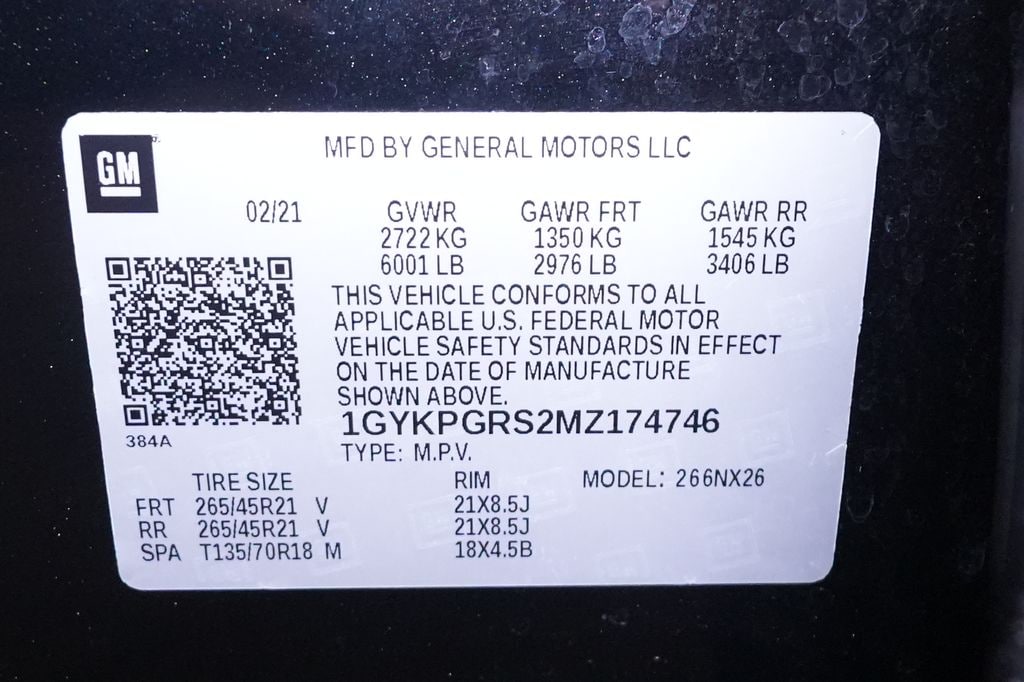 GM
MFD BY GENERAL MOTORS LLC
02/21 GVWR GAWR FRT GAWR RR
2722 KG 1350 KG 1545 KG
6001 LB 2976 LB 3406 LB
THIS VEHICLE CONFORMS TO ALL
APPLICABLE U.S. FEDERAL MOTOR
VEHICLE SAFETY STANDARDS IN EFFECT
ON THE DATE OF MANUFACTURE
SHOWN ABOVE.
1GYKPGRS2MZ174746
384A
TYPE: M.P.V.
TIRE SIZE RIM MODEL: 266NX26
FRT 265/45R21 V 21X8.5J
RR 265/45R21 V 21X8.5J
SPA T135/70R18 M 18X4.5B